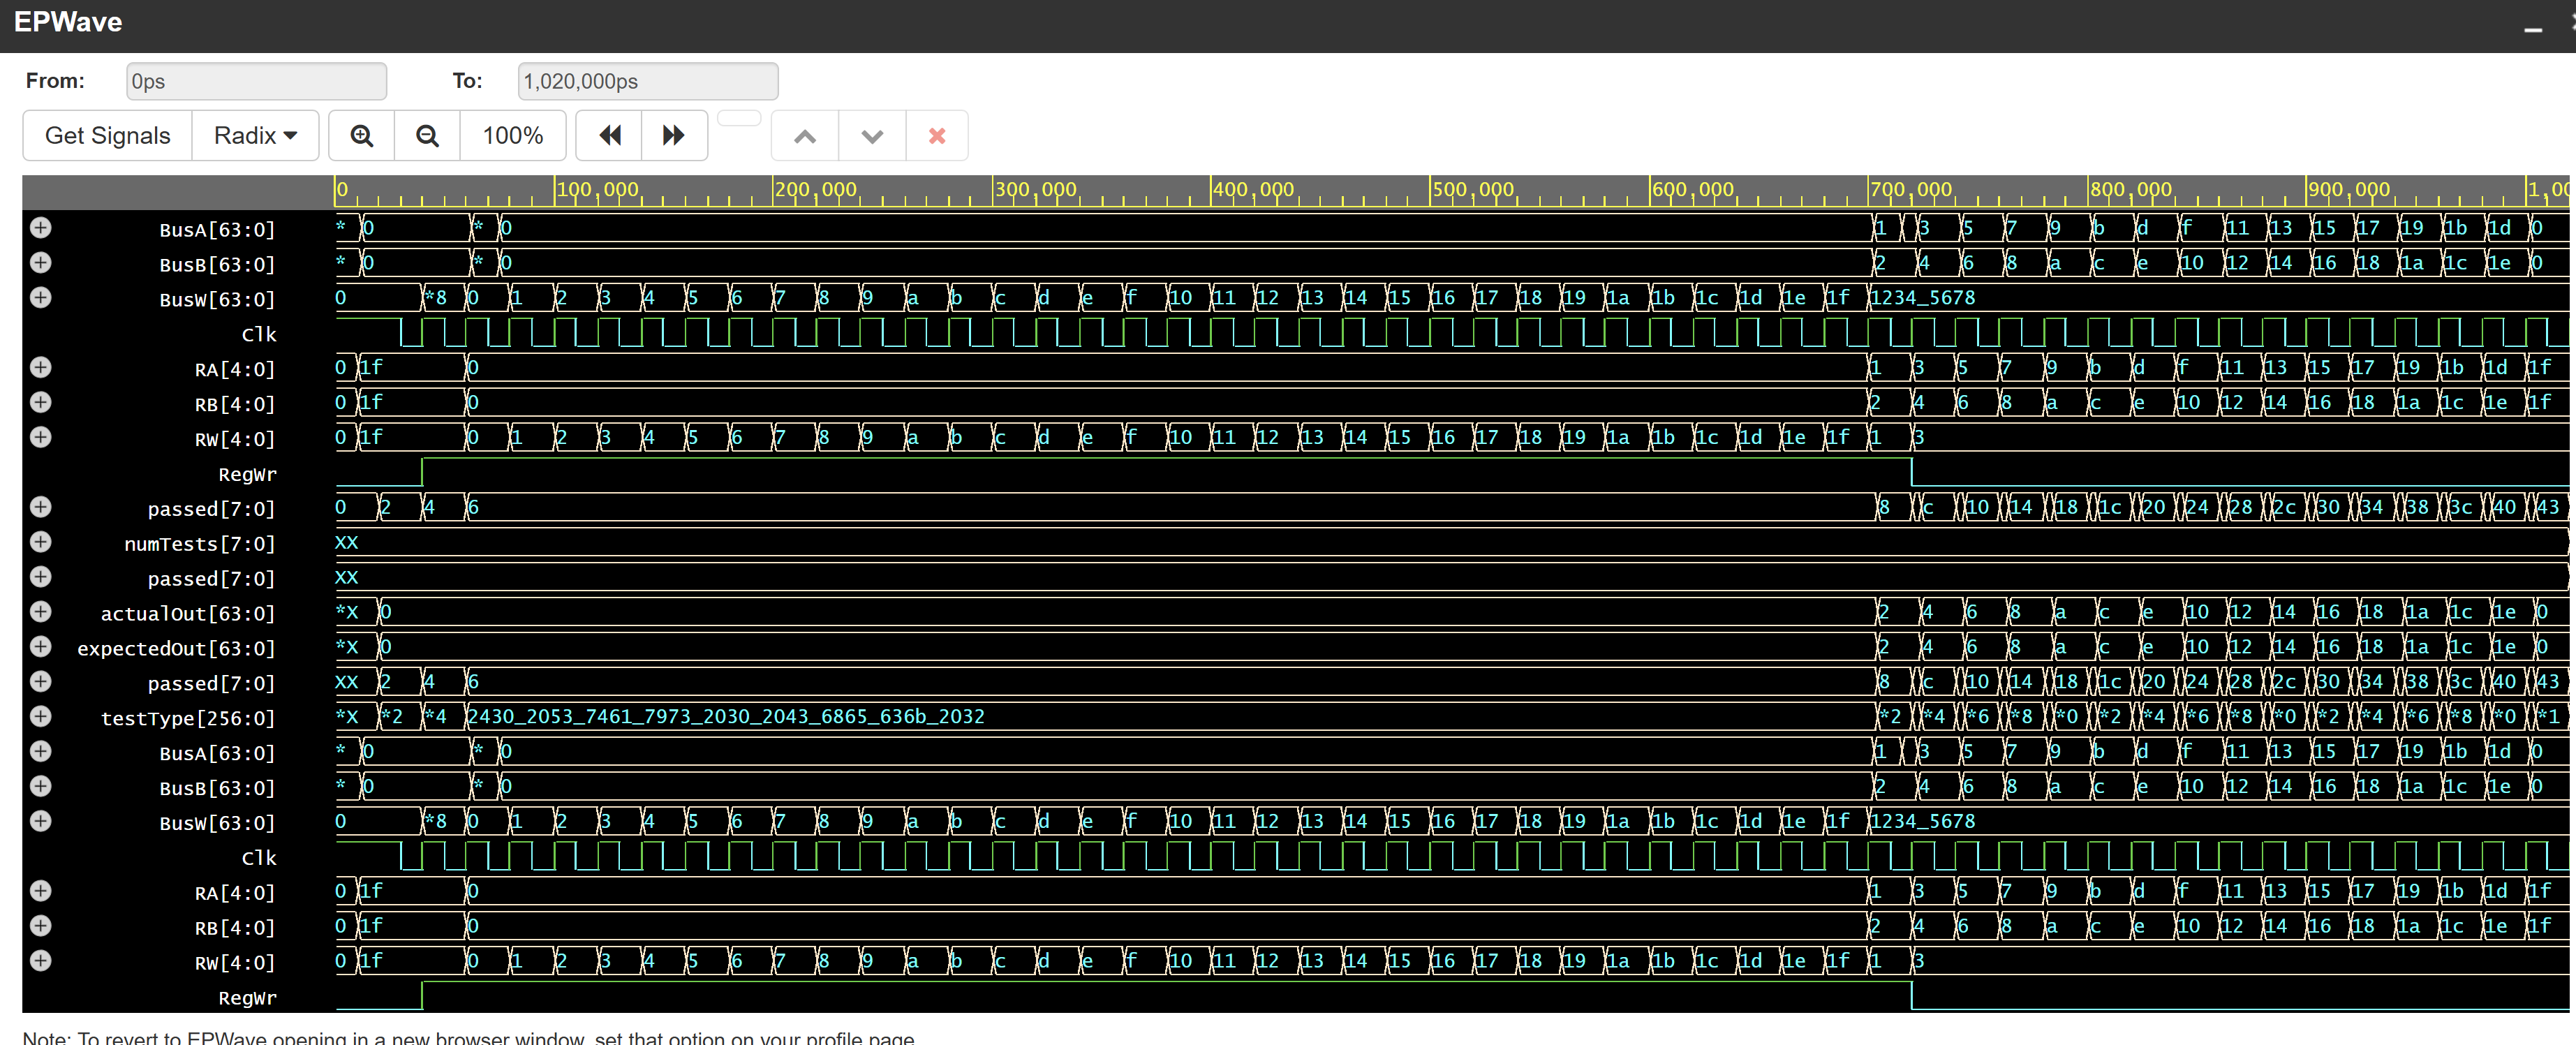 EPWave
From: 0ps To: 1,020,000ps
Get Signals Radix 100%
0 100,000 200,000 300,000 400,000 500,000 600,000 700,000 800,000 900,000 1,00
BusA[63:0] * 0 * 0 1 3 5 7 9 b d f 11 13 15 17 19 1b 1d 0
BusB[63:0] * 0 * 0 2 4 6 8 a c e 10 12 14 16 18 1a 1c 1e 0
BusW[63:0] 0 *8 0 1 2 3 4 5 6 7 8 9 a b c d e f 10 11 12 13 14 15 16 17 18 19 1a 1b 1c 1d 1e 1f 1234_5678
Clk
RA[4:0] 0 1f 0 1 3 5 7 9 b d f 11 13 15 17 19 1b 1d 1f
RB[4:0] 0 1f 0 2 4 6 8 a c e 10 12 14 16 18 1a 1c 1e 1f
RW[4:0] 0 1f 0 1 2 3 4 5 6 7 8 9 a b c d e f 10 11 12 13 14 15 16 17 18 19 1a 1b 1c 1d 1e 1f 1 3
RegWr
passed[7:0] 0 2 4 6 8 c 10 14 18 1c 20 24 28 2c 30 34 38 3c 40 43
numTests[7:0] XX
passed[7:0] XX
actualOut[63:0] *X 0 2 4 6 8 a c e 10 12 14 16 18 1a 1c 1e 0
expectedOut[63:0] *X 0 2 4 6 8 a c e 10 12 14 16 18 1a 1c 1e 0
passed[7:0] XX 2 4 6 8 c 10 14 18 1c 20 24 28 2c 30 34 38 3c 40 43
testType[256:0] *X *2 *4 2430_2053_7461_7973_2030_2043_6865_636b_2032 *2 *4 *6 *8 *0 *2 *4 *6 *8 *0 *2 *4 *6 *8 *0 *1
BusA[63:0] * 0 * 0 1 3 5 7 9 b d f 11 13 15 17 19 1b 1d 0
BusB[63:0] * 0 * 0 2 4 6 8 a c e 10 12 14 16 18 1a 1c 1e 0
BusW[63:0] 0 *8 0 1 2 3 4 5 6 7 8 9 a b c d e f 10 11 12 13 14 15 16 17 18 19 1a 1b 1c 1d 1e 1f 1234_5678
Clk
RA[4:0] 0 1f 0 1 3 5 7 9 b d f 11 13 15 17 19 1b 1d 1f
RB[4:0] 0 1f 0 2 4 6 8 a c e 10 12 14 16 18 1a 1c 1e 1f
RW[4:0] 0 1f 0 1 2 3 4 5 6 7 8 9 a b c d e f 10 11 12 13 14 15 16 17 18 19 1a 1b 1c 1d 1e 1f 1 3
RegWr
Note: To revert to EPWave opening in a new browser window, set that option on your profile page